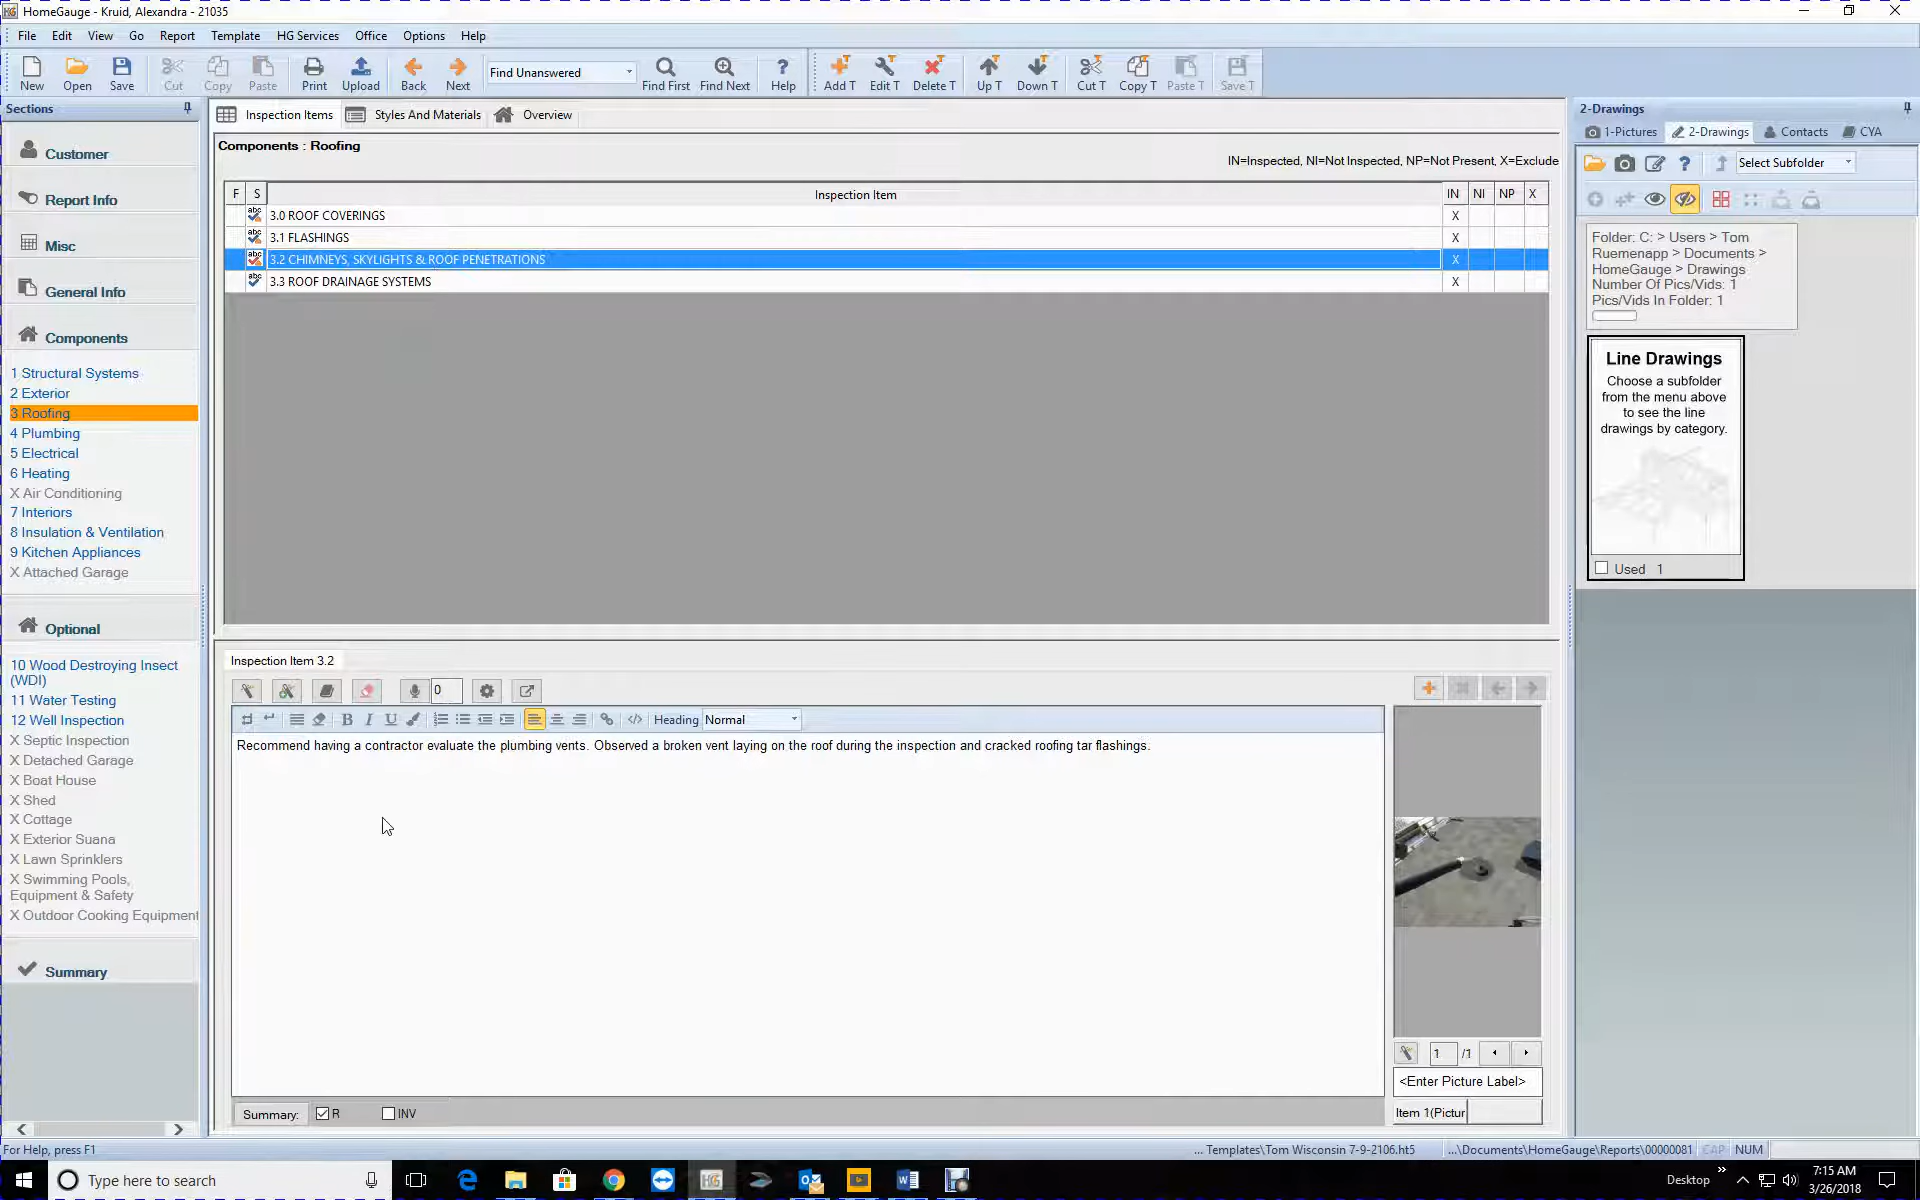 HG HomeGauge - Kruid, Alexandra - 21035
File Edit View Go Report Template HG Services Office Options Help
New Open Save Cut Copy Paste Print Upload Back Next Find Unanswered Find First Find Next Help Add T Edit T Delete T Up T Down T Cut T Copy T Paste T Save T
Sections
Customer
Report Info
Misc
General Info
Components
1 Structural Systems
2 Exterior
3 Roofing
4 Plumbing
5 Electrical
6 Heating
X Air Conditioning
7 Interiors
8 Insulation & Ventilation
9 Kitchen Appliances
X Attached Garage
Optional
10 Wood Destroying Insect
(WDI)
11 Water Testing
12 Well Inspection
X Septic Inspection
X Detached Garage
X Boat House
X Shed
X Cottage
X Exterior Suana
X Lawn Sprinklers
X Swimming Pools,
Equipment & Safety
X Outdoor Cooking Equipment
Summary
Inspection Items Styles And Materials Overview
Components : Roofing
IN=Inspected, NI=Not Inspected, NP=Not Present, X=Exclude
F S Inspection Item IN NI NP X
abc 3.0 ROOF COVERINGS X
abc 3.1 FLASHINGS X
abc 3.2 CHIMNEYS, SKYLIGHTS & ROOF PENETRATIONS X
abc 3.3 ROOF DRAINAGE SYSTEMS X
Inspection Item 3.2
0
B I U Heading Normal
Recommend having a contractor evaluate the plumbing vents. Observed a broken vent laying on the roof during the inspection and cracked roofing tar flashings.
1 /1
<Enter Picture Label>
Item 1(Pictur
Summary: R INV
2-Drawings
1-Pictures 2-Drawings Contacts CYA
Select Subfolder
Folder: C: > Users > Tom
Ruemenapp > Documents >
HomeGauge > Drawings
Number Of Pics/Vids: 1
Pics/Vids In Folder: 1
Line Drawings
Choose a subfolder
from the menu above
to see the line
drawings by category.
Used 1
For Help, press F1
... Templates\Tom Wisconsin 7-9-2106.ht5 ...\Documents\HomeGauge\Reports\00000081 CAP NUM
Type here to search
HG
Desktop
7:15 AM
3/26/2018